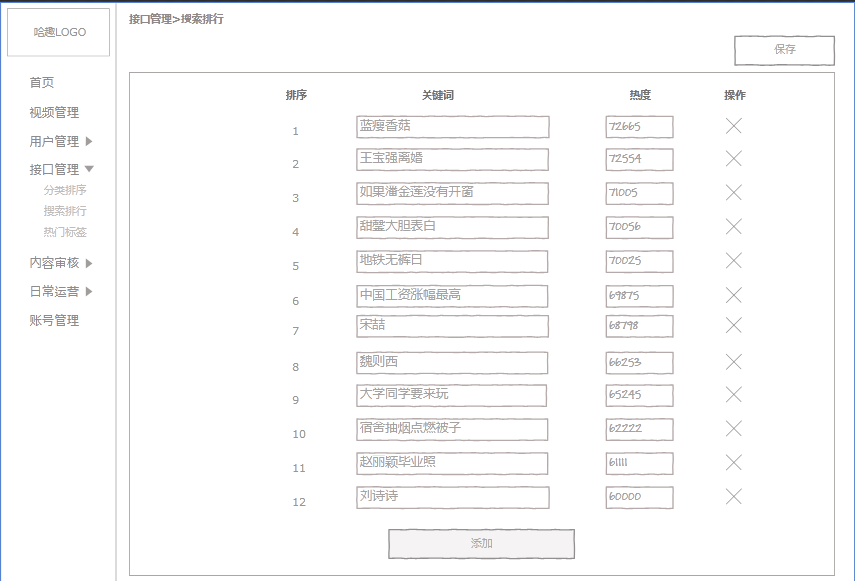 哈趣LOGO
接口管理>搜索排行
保存
首页
视频管理
用户管理
接口管理
分类排序
搜索排行
热门标签
内容审核
日常运营
账号管理
排序 关键词 热度 操作
1 蓝瘦香菇 72665
2 王宝强离婚 72554
3 如果潘金莲没有开窗 71005
4 甜馨大胆表白 70056
5 地铁无裤日 70025
6 中国工资涨幅最高 69875
7 宋喆 68798
8 魏则西 66253
9 大学同学要来玩 65245
10 宿舍抽烟点燃被子 62222
11 赵丽颖毕业照 61111
12 刘诗诗 60000
添加